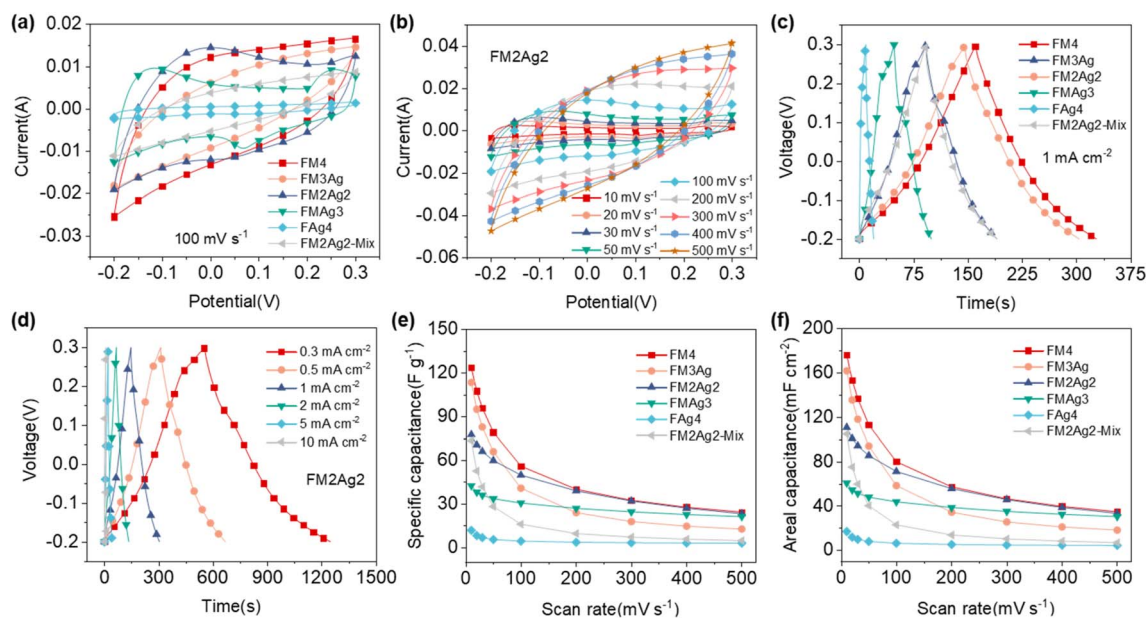 (a)
0.02
0.01
0.00
-0.01
-0.03
Current(A)
-0.2 -0.1 0.0 0.1 0.2 0.3
Potential(V)
100 mV s⁻¹
FM4
FM3Ag
FM2Ag2
FMAg3
FAg4
FM2Ag2-Mix
(b)
FM2Ag2
0.04
0.02
0.00
-0.02
-0.04
-0.06
Current(A)
-0.2 -0.1 0.0 0.1 0.2 0.3
Potential(V)
10 mV s⁻¹
20 mV s⁻¹
30 mV s⁻¹
50 mV s⁻¹
100 mV s⁻¹
200 mV s⁻¹
300 mV s⁻¹
400 mV s⁻¹
500 mV s⁻¹
(c)
0.3
0.2
0.0
-0.1
-0.2
Voltage(V)
0 75 150 225 300 375
Time(s)
FM4
FM3Ag
FM2Ag2
FMAg3
FAg4
FM2Ag2-Mix
1 mA cm⁻²
(d)
0.3
0.2
0.0
-0.1
-0.2
Voltage(V)
0 300 600 900 1200 1500
Time(s)
0.3 mA cm⁻²
0.5 mA cm⁻²
1 mA cm⁻²
2 mA cm⁻²
5 mA cm⁻²
10 mA cm⁻²
FM2Ag2
(e)
150
120
90
60
30
0
Specific capacitance(F g⁻¹)
0 100 200 300 400 500
Scan rate(mV s⁻¹)
FM4
FM3Ag
FM2Ag2
FMAg3
FAg4
FM2Ag2-Mix
(f)
200
160
120
80
40
0
Areal capacitance(mF cm⁻²)
0 100 200 300 400 500
Scan rate(mV s⁻¹)
FM4
FM3Ag
FM2Ag2
FMAg3
FAg4
FM2Ag2-Mix